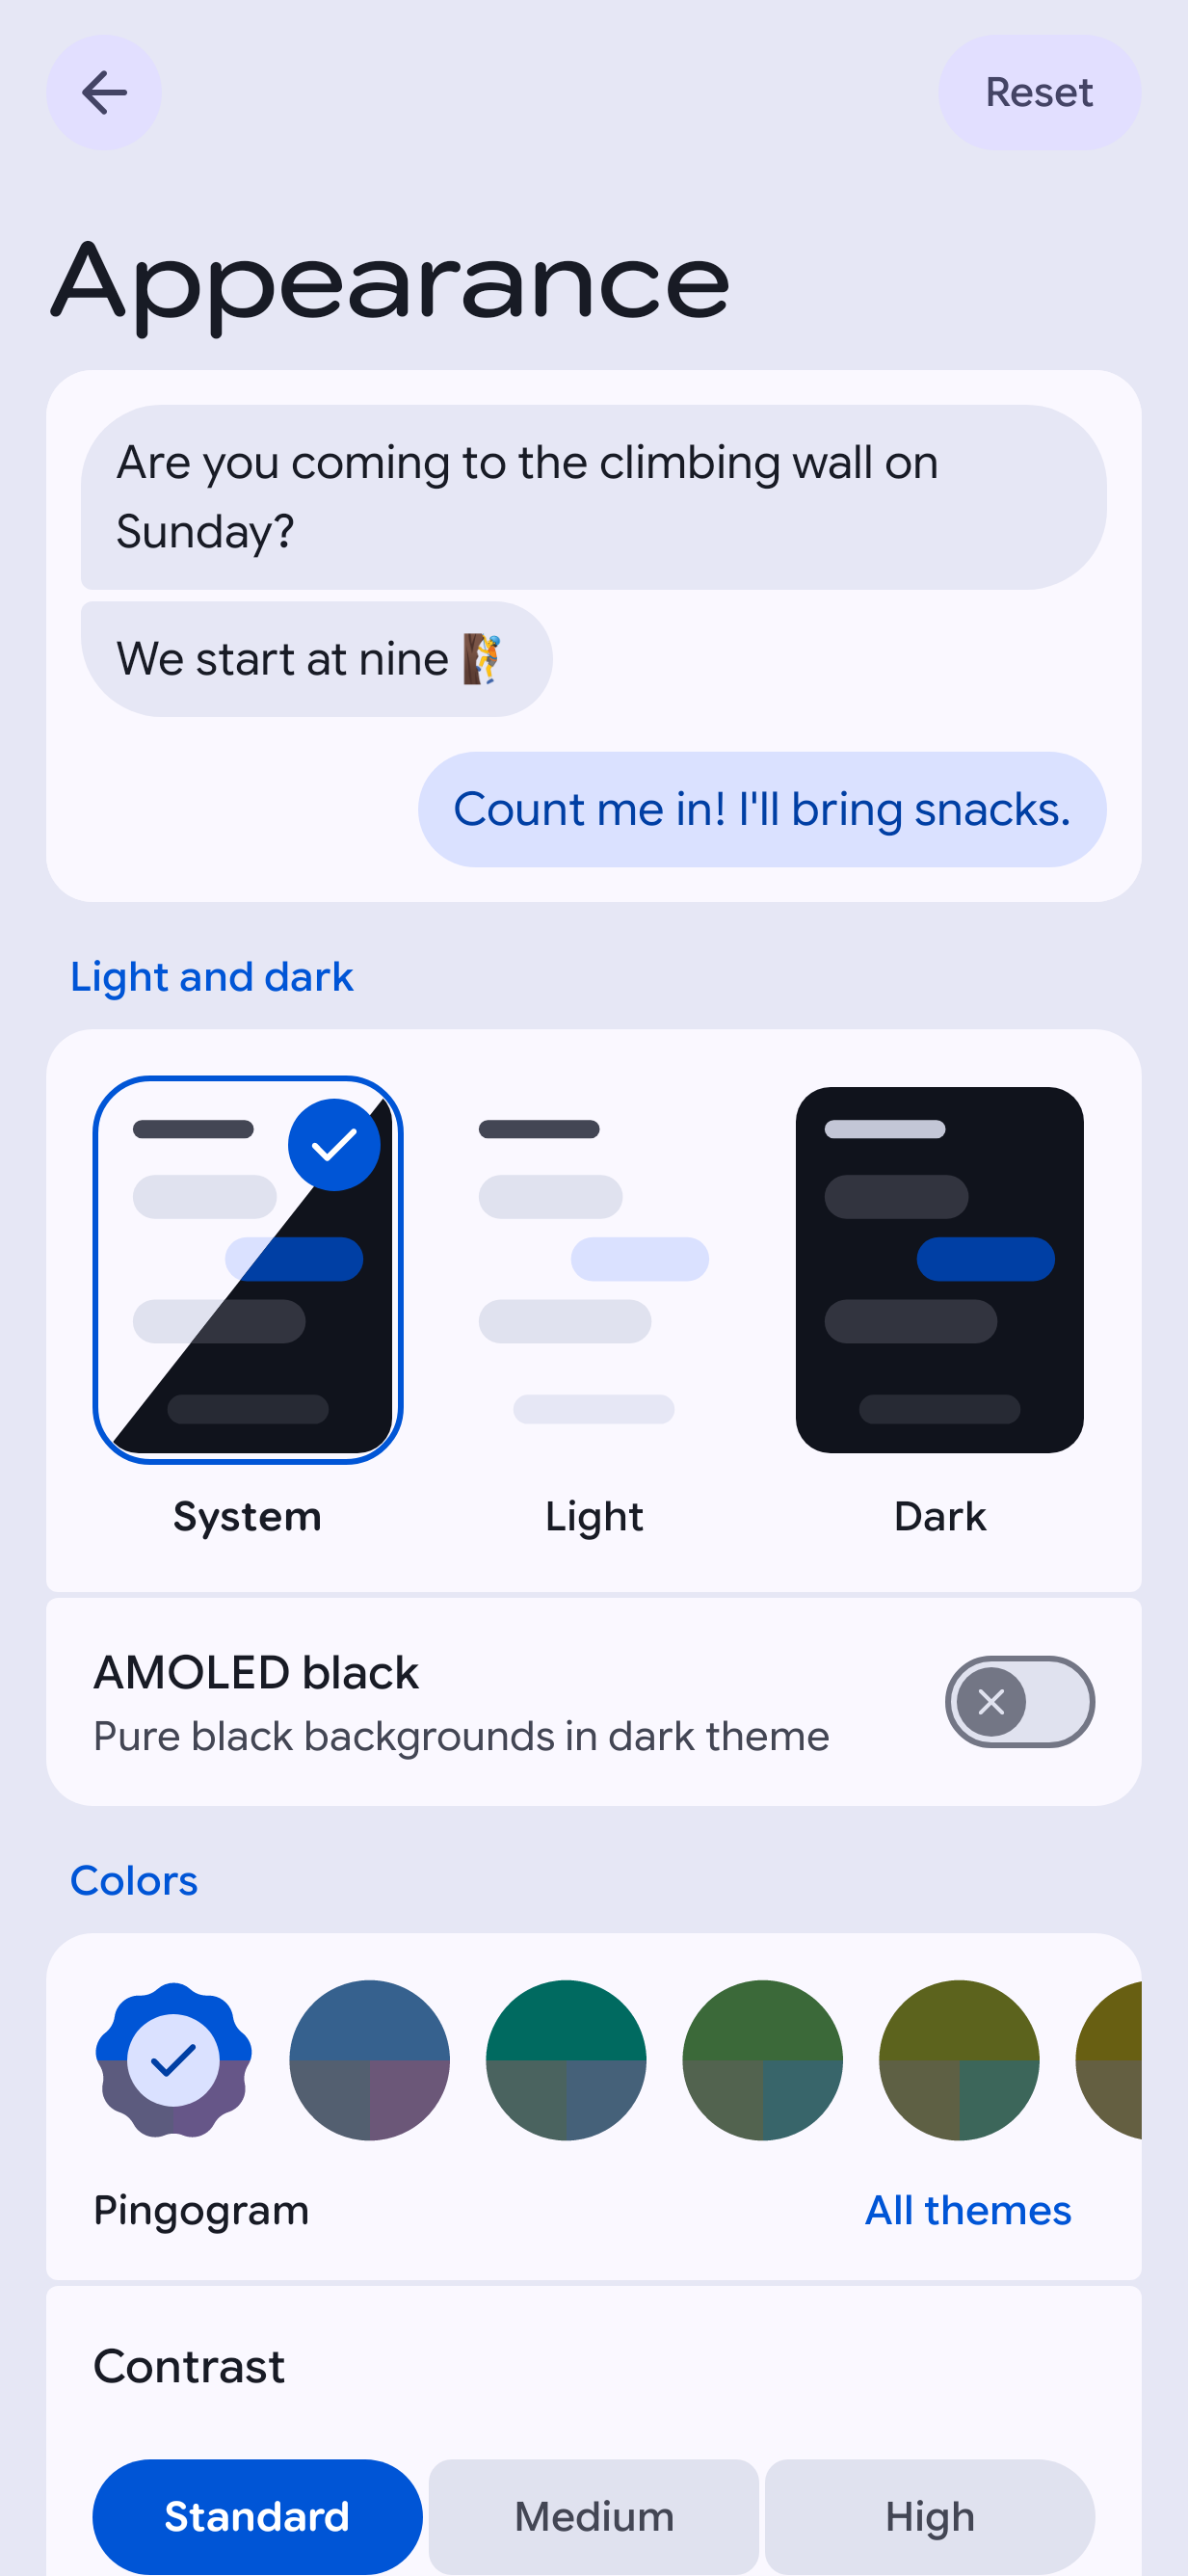 Reset
Appearance
Are you coming to the climbing wall on
Sunday?
We start at nine 🧗
Count me in! I'll bring snacks.
Light and dark
System
Light
Dark
AMOLED black
Pure black backgrounds in dark theme
Colors
Pingogram
All themes
Contrast
Standard
Medium
High